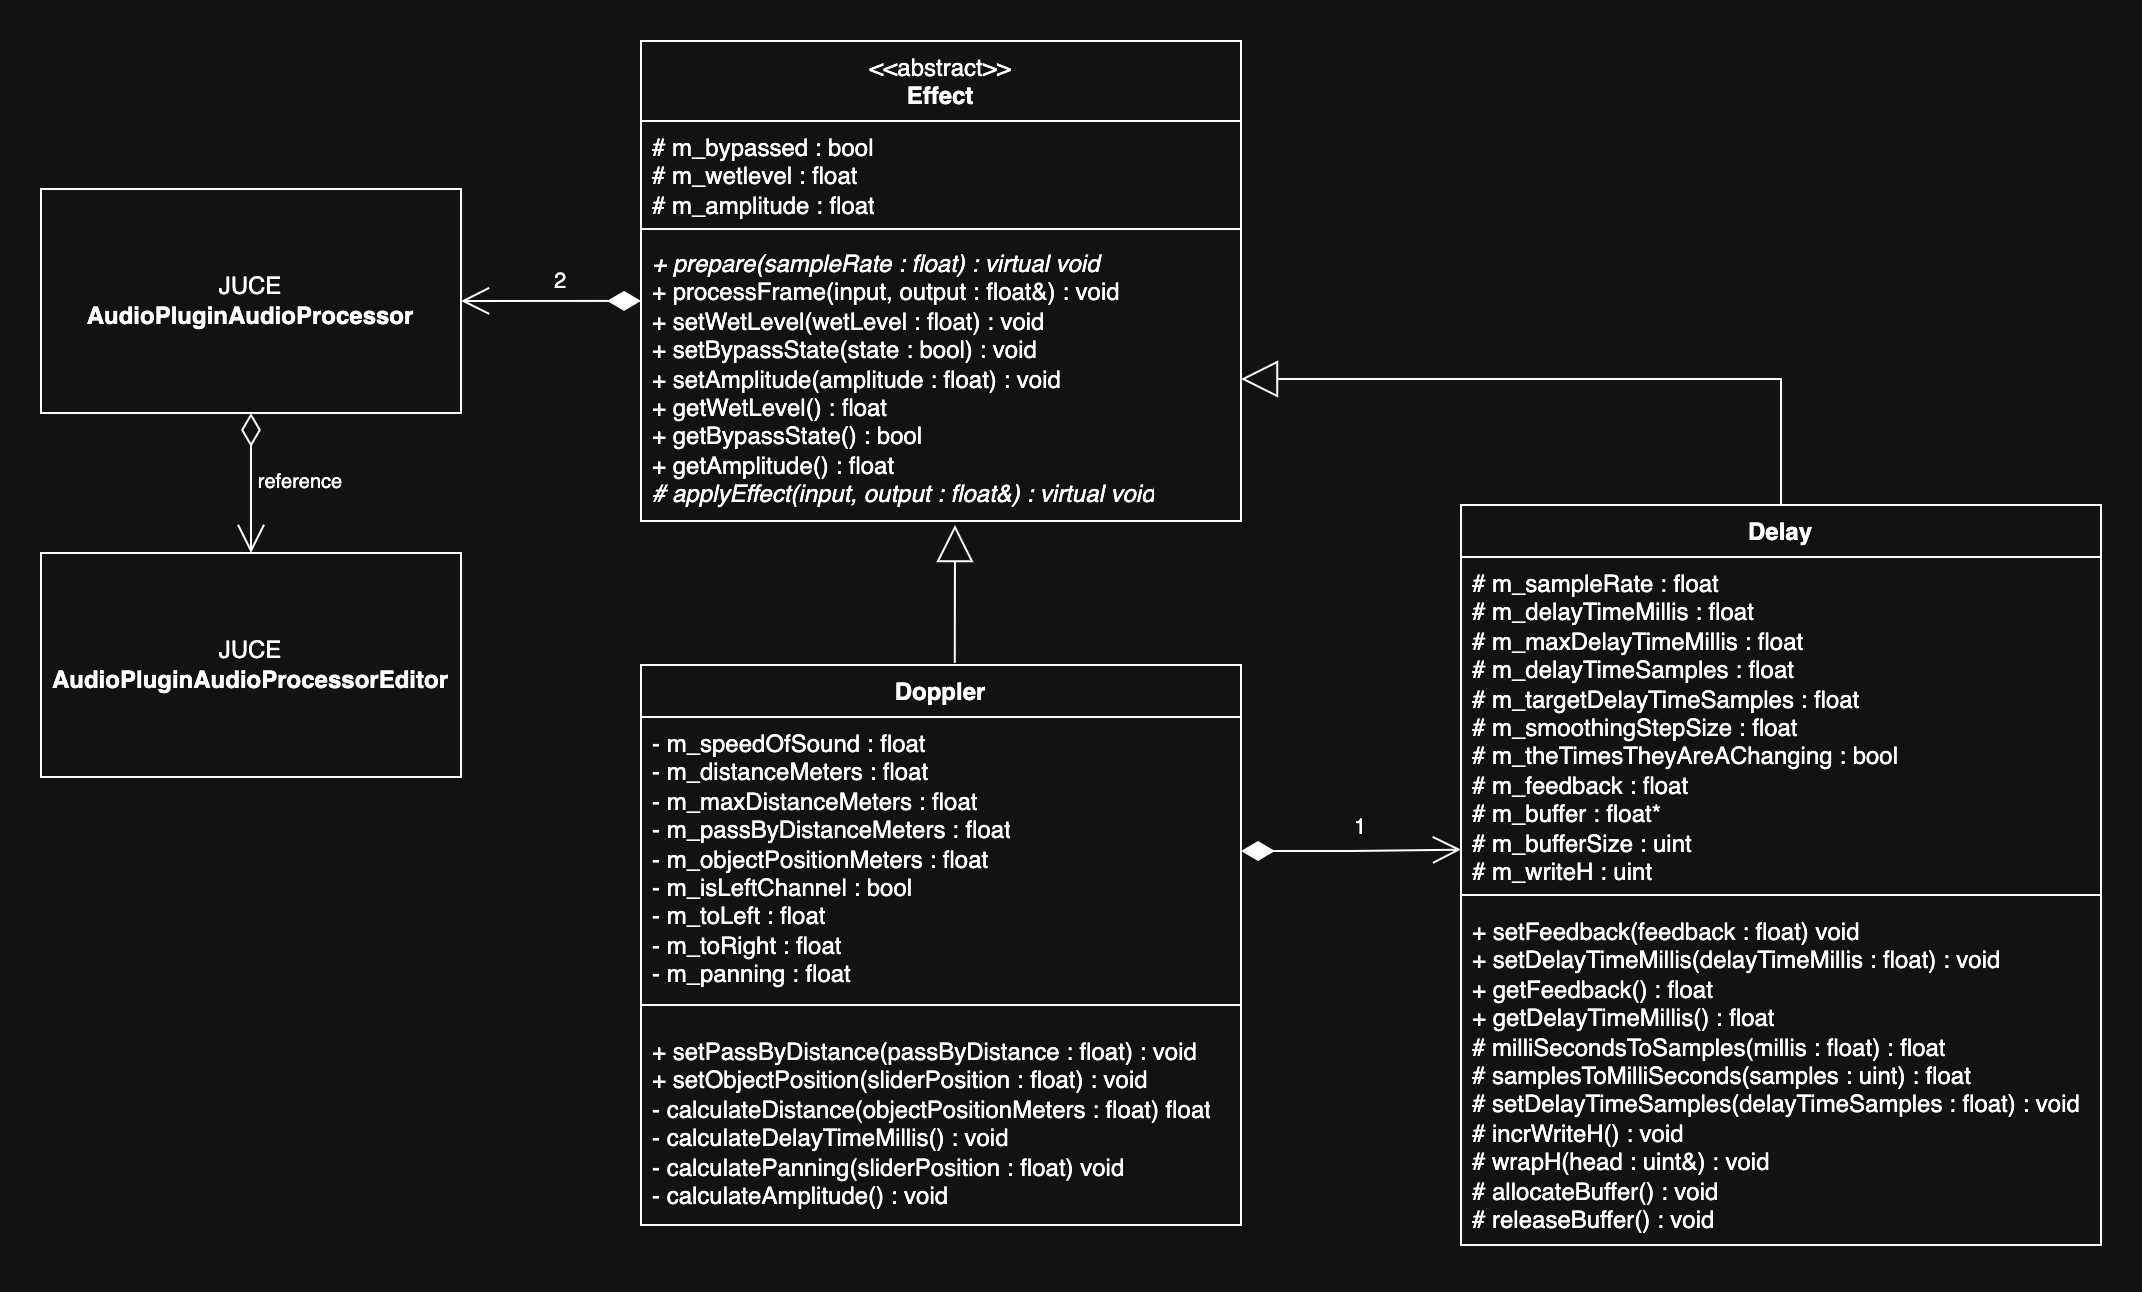 <<abstract>>
Effect
# m_bypassed : bool
# m_wetlevel : float
# m_amplitude : float
+ prepare(sampleRate : float) : virtual void
+ processFrame(input, output : float&) : void
+ setWetLevel(wetLevel : float) : void
+ setBypassState(state : bool) : void
+ setAmplitude(amplitude : float) : void
+ getWetLevel() : float
+ getBypassState() : bool
+ getAmplitude() : float
# applyEffect(input, output : float&) : virtual void
JUCE
AudioPluginAudioProcessor
2
reference
JUCE
AudioPluginAudioProcessorEditor
Doppler
- m_speedOfSound : float
- m_distanceMeters : float
- m_maxDistanceMeters : float
- m_passByDistanceMeters : float
- m_objectPositionMeters : float
- m_isLeftChannel : bool
- m_toLeft : float
- m_toRight : float
- m_panning : float
+ setPassByDistance(passByDistance : float) : void
+ setObjectPosition(sliderPosition : float) : void
- calculateDistance(objectPositionMeters : float) float
- calculateDelayTimeMillis() : void
- calculatePanning(sliderPosition : float) void
- calculateAmplitude() : void
1
Delay
# m_sampleRate : float
# m_delayTimeMillis : float
# m_maxDelayTimeMillis : float
# m_delayTimeSamples : float
# m_targetDelayTimeSamples : float
# m_smoothingStepSize : float
# m_theTimesTheyAreAChanging : bool
# m_feedback : float
# m_buffer : float*
# m_bufferSize : uint
# m_writeH : uint
+ setFeedback(feedback : float) void
+ setDelayTimeMillis(delayTimeMillis : float) : void
+ getFeedback() : float
+ getDelayTimeMillis() : float
# milliSecondsToSamples(millis : float) : float
# samplesToMilliSeconds(samples : uint) : float
# setDelayTimeSamples(delayTimeSamples : float) : void
# incrWriteH() : void
# wrapH(head : uint&) : void
# allocateBuffer() : void
# releaseBuffer() : void